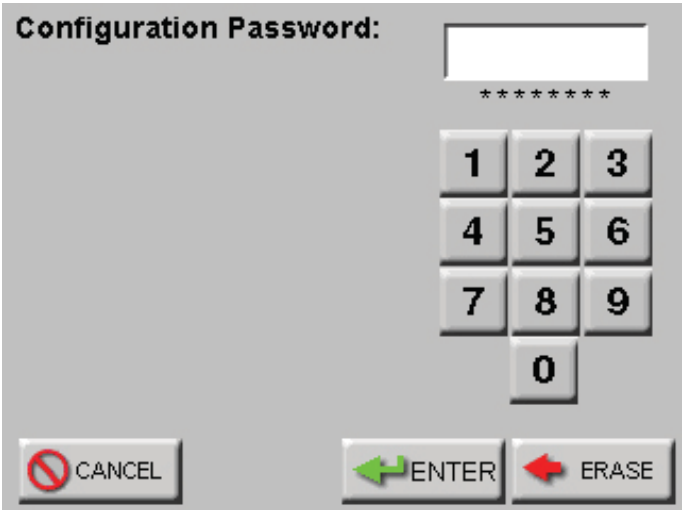 Configuration Password:
********
1 2 3
4 5 6
7 8 9
0
CANCEL ENTER ERASE